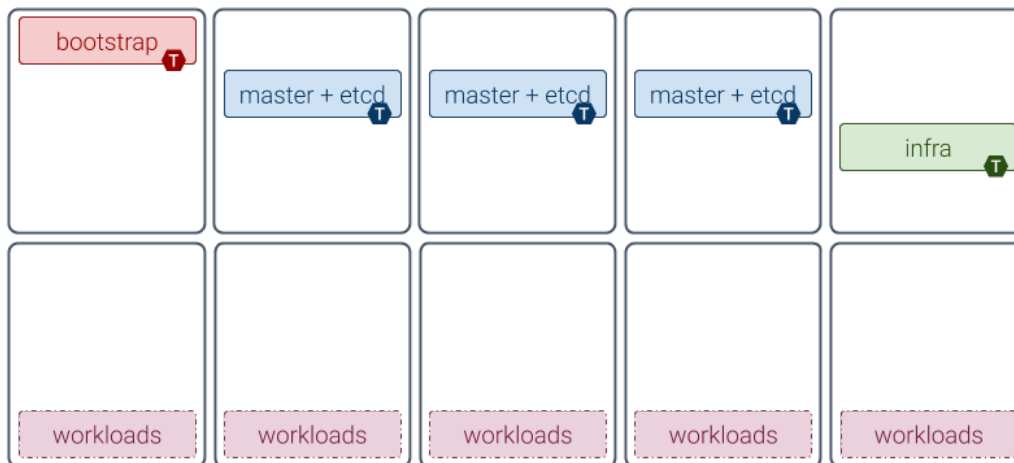 bootstrap
T
master + etcd
T
master + etcd
T
master + etcd
T
infra
T
workloads
workloads
workloads
workloads
workloads